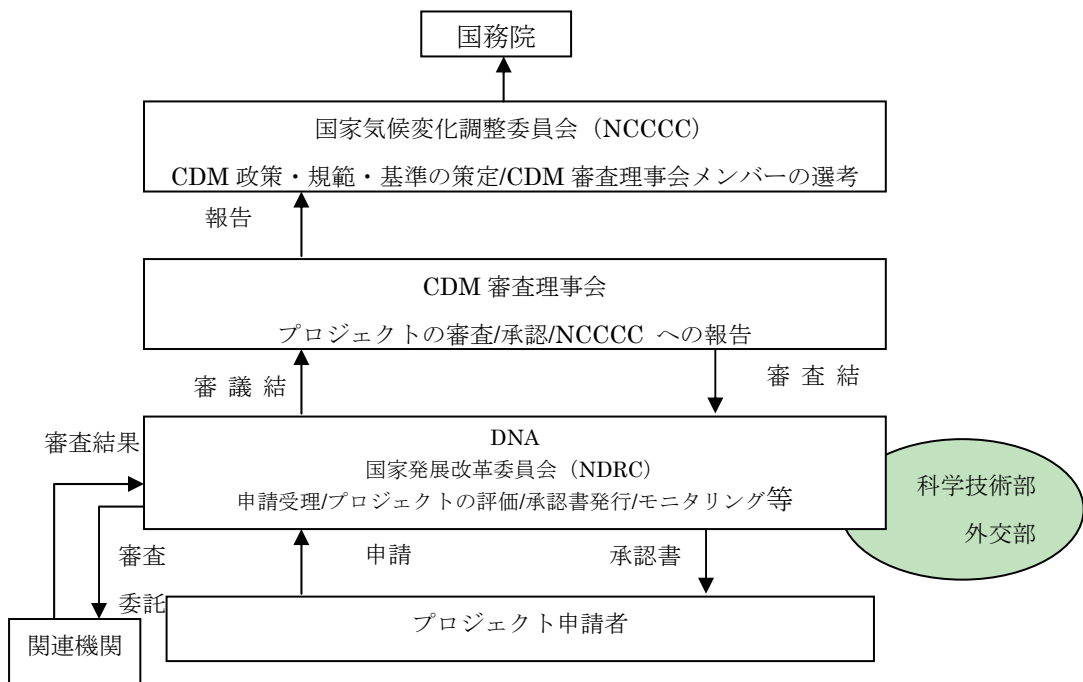 国務院
国家気候変化調整委員会（NCCCC）
CDM 政策・規範・基準の策定/CDM 審査理事会メンバーの選考
報告
CDM 審査理事会
プロジェクトの審査/承認/NCCCC への報告
審 議 結
審 査 結
審査結果
DNA
国家発展改革委員会（NDRC）
申請受理/プロジェクトの評価/承認書発行/モニタリング等
科学技術部
外交部
審査
委託
申請
承認書
プロジェクト申請者
関連機関